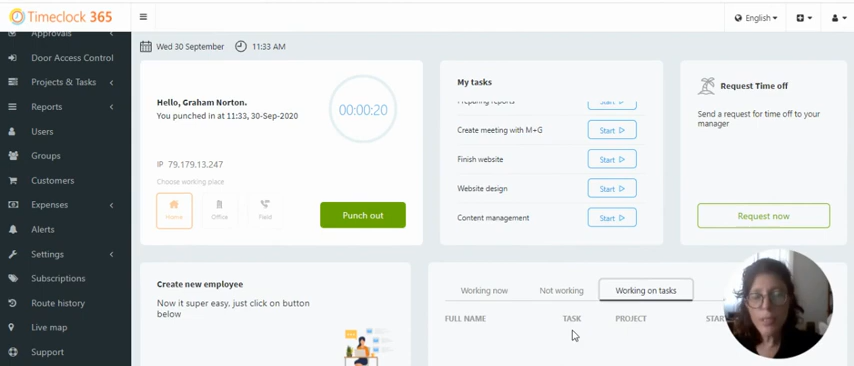 Timeclock 365
English
Approvals
Door Access Control
Projects & Tasks
Reports
Users
Groups
Customers
Expenses
Alerts
Settings
Subscriptions
Route history
Live map
Support
Wed 30 September 11:33 AM
Hello, Graham Norton.
You punched in at 11:33, 30-Sep-2020
00:00:20
IP 79.179.13.247
Choose working place
Home Office Field
Punch out
My tasks
Preparing reports Start
Create meeting with M+G Start
Finish website Start
Website design Start
Content management Start
Request Time off
Send a request for time off to your
manager
Request now
Create new employee
Now it super easy, just click on button
below
Working now Not working Working on tasks
FULL NAME TASK PROJECT STAR